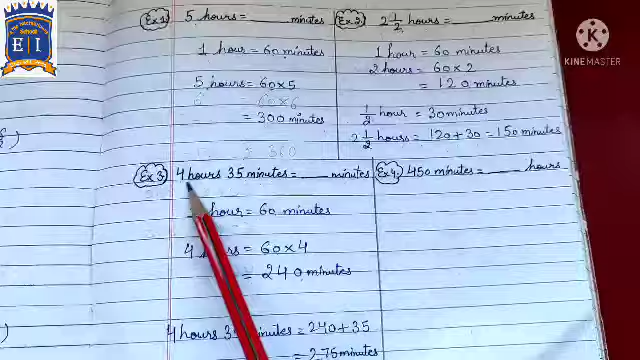 Ex 1) 5 hours = ______ minutes
1 hour = 60 minutes
5 hours = 60×5
= 300 minutes
Ex. 2) 2 1/2 hours = ______ minutes
1 hour = 60 minutes
2 hours = 60×2
= 120 minutes
1/2 hour = 30 minutes
2 1/2 hours = 120+30 = 150 minutes
Ex 3) 4 hours 35 minutes = ____ minutes
hour = 60 minutes
4 = 60×4
= 240 minutes
4 hours = 240+35
= 275 minutes
Ex 4) 450 minutes = ______ hours
School
EI
KINEMASTER